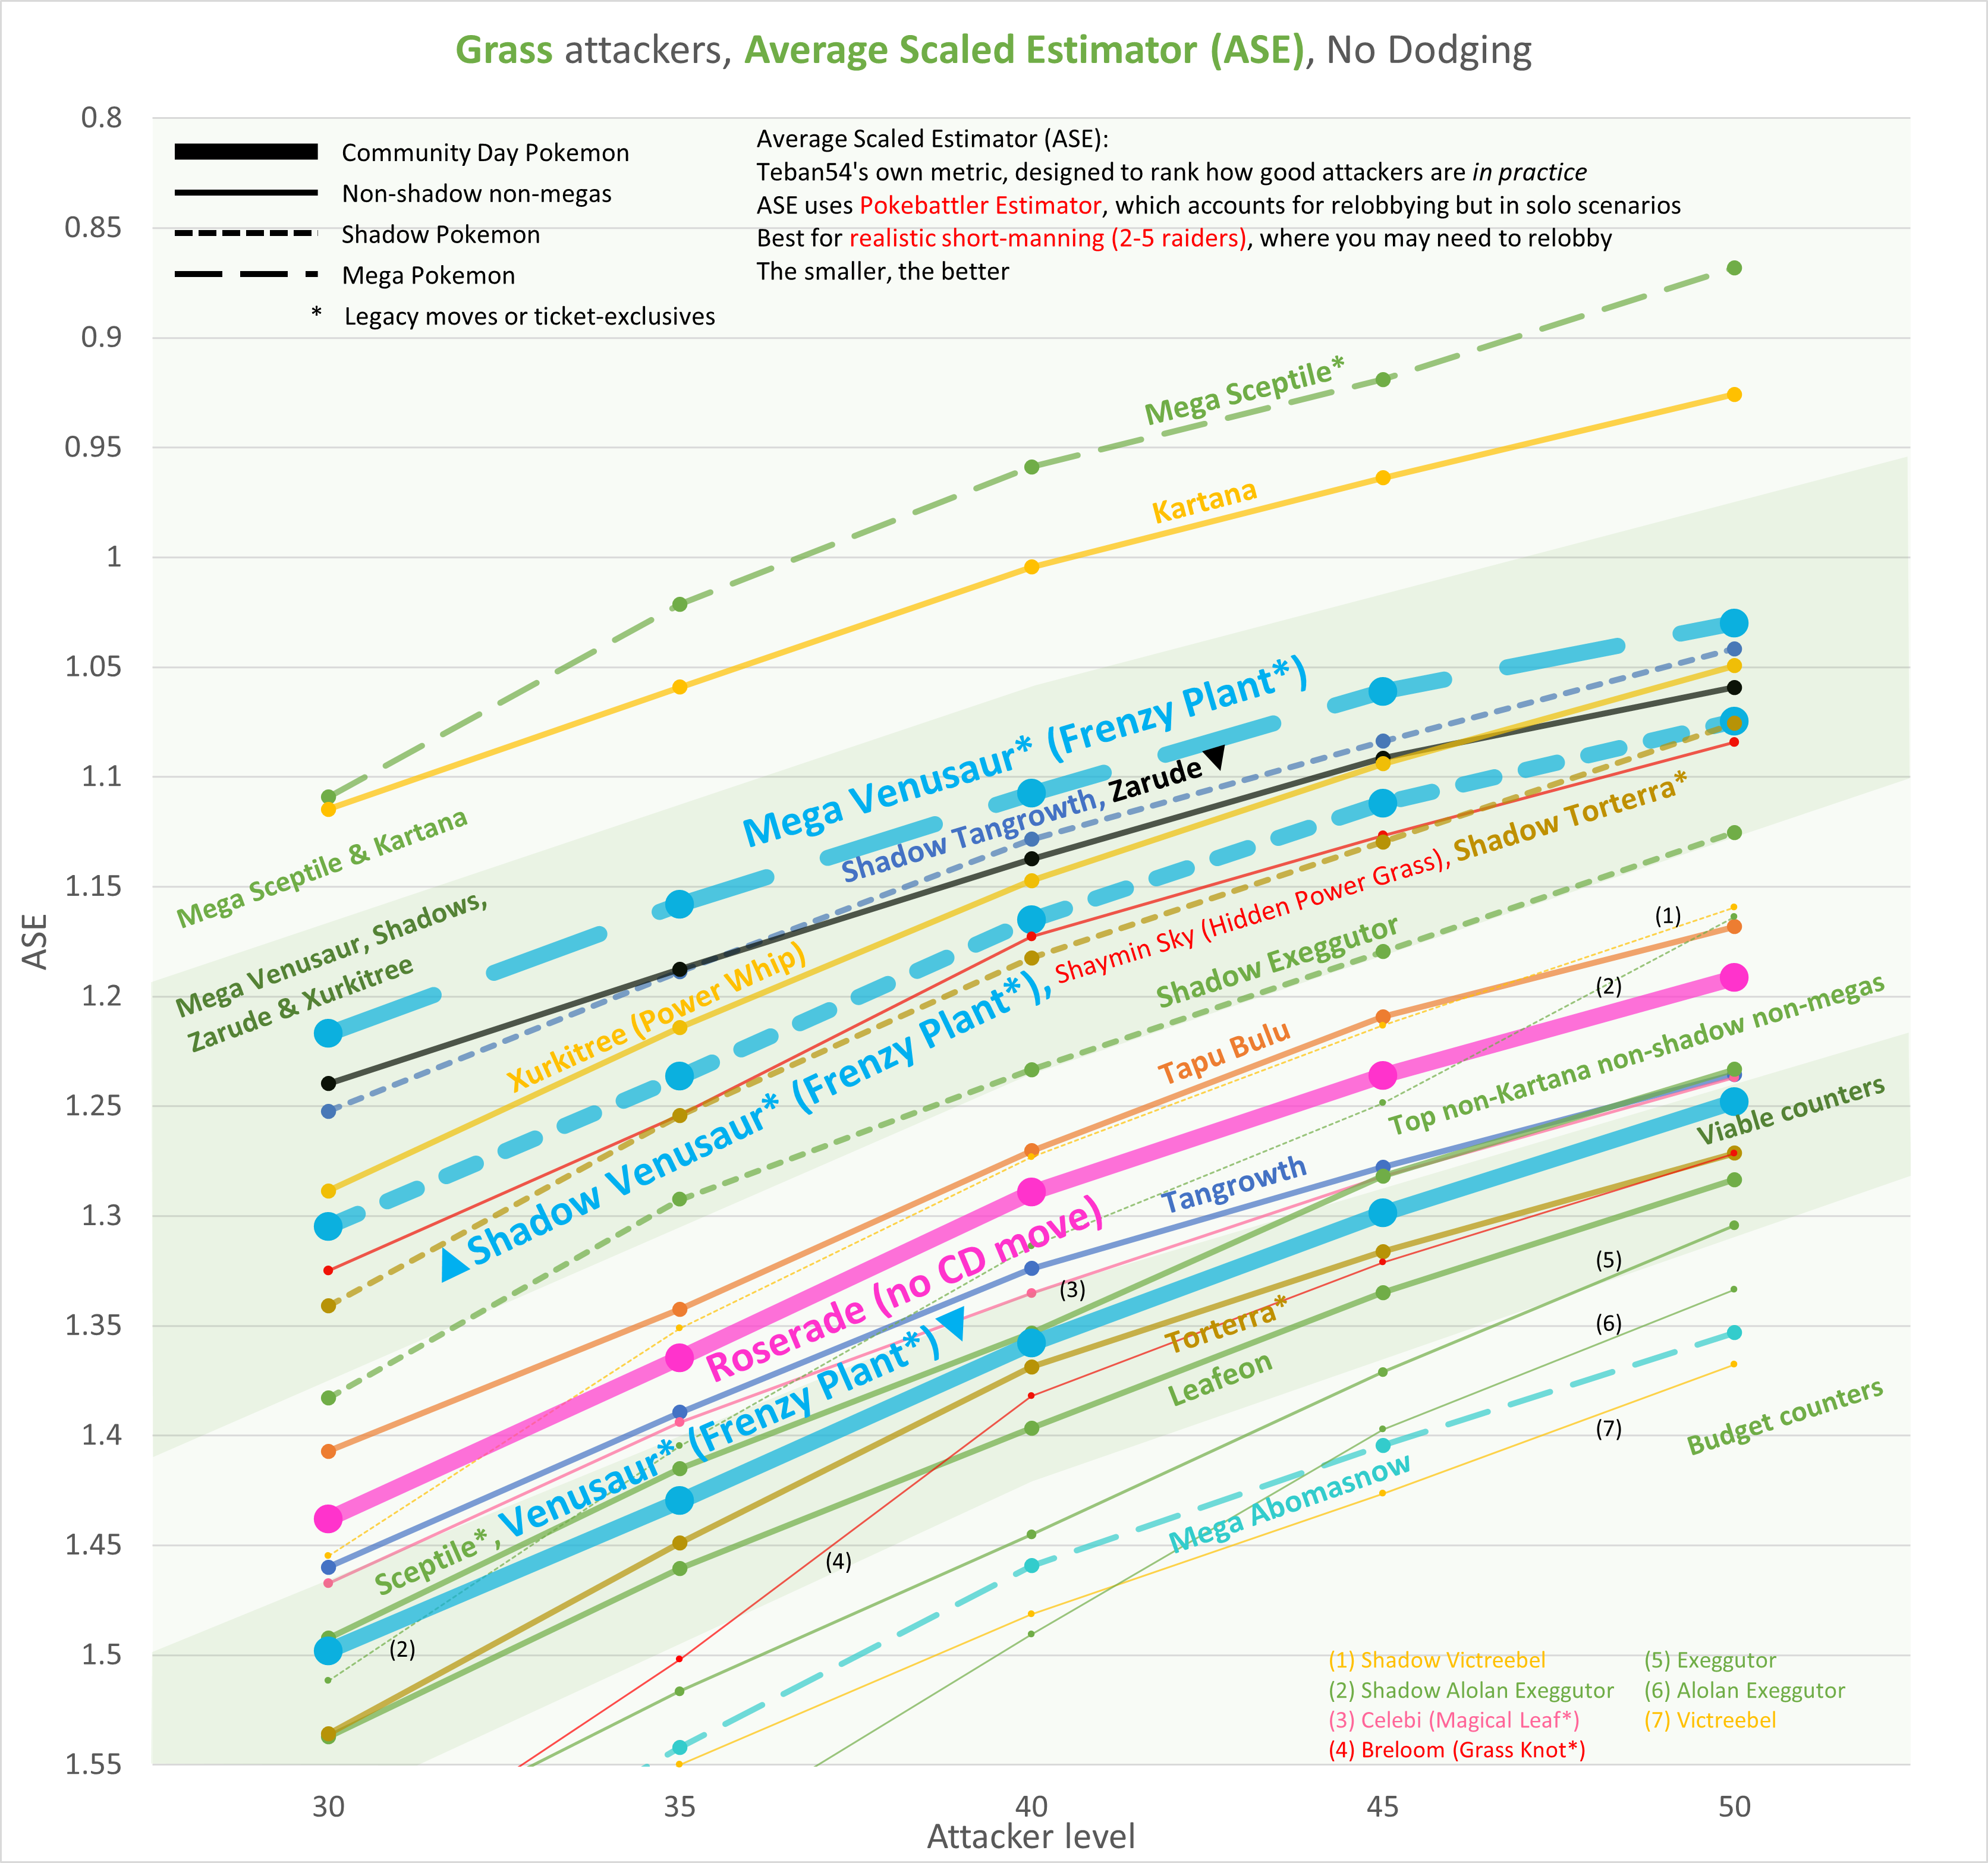 Grass attackers, Average Scaled Estimator (ASE), No Dodging
0.8
0.85
0.9
0.95
1
1.05
1.1
1.15
1.2
1.25
1.3
1.35
1.4
1.45
1.5
1.55
ASE
Community Day Pokemon
Non-shadow non-megas
Shadow Pokemon
Mega Pokemon
* Legacy moves or ticket-exclusives
Average Scaled Estimator (ASE):
Teban54's own metric, designed to rank how good attackers are in practice
ASE uses Pokebattler Estimator, which accounts for relobbying but in solo scenarios
Best for realistic short-manning (2-5 raiders), where you may need to relobby
The smaller, the better
Mega Sceptile*
Kartana
Mega Sceptile & Kartana
Mega Venusaur* (Frenzy Plant*)
Shadow Tangrowth, Zarude
Mega Venusaur, Shadows,
Zarude & Xurkitree
Xurkitree (Power Whip)
Shadow Venusaur* (Frenzy Plant*), Shaymin Sky (Hidden Power Grass), Shadow Torterra*
Shadow Exeggutor
(1)
(2)
Tapu Bulu
Top non-Kartana non-shadow non-megas
Viable counters
Roserade (no CD move)
Tangrowth
(3)
Sceptile*, Venusaur* (Frenzy Plant*)
Torterra*
Leafeon
(5)
(6)
(7)
Mega Abomasnow
Budget counters
(4)
(2)
(1) Shadow Victreebel
(2) Shadow Alolan Exeggutor
(3) Celebi (Magical Leaf*)
(4) Breloom (Grass Knot*)
(5) Exeggutor
(6) Alolan Exeggutor
(7) Victreebel
30
35
40
45
50
Attacker level